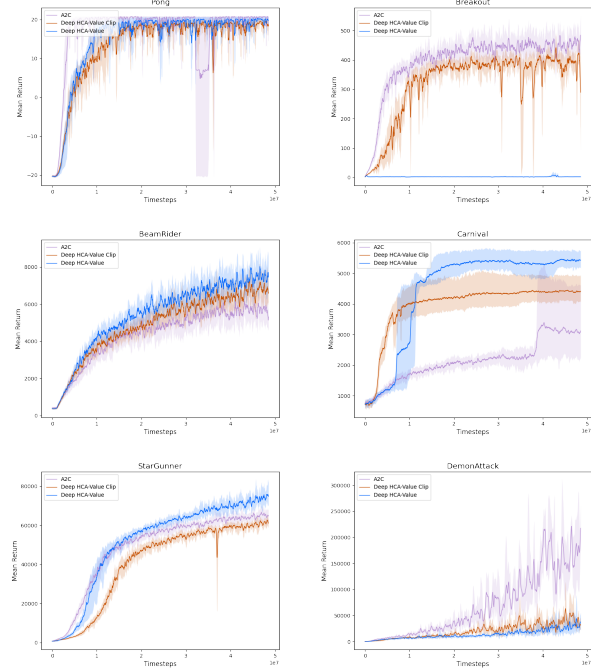 Pong
A2C
Deep HCA-Value Clip
Deep HCA-Value
Mean Return
20
10
0
−10
−20
0
1
2
3
4
5
1e7
Timesteps
Breakout
A2C
Deep HCA-Value Clip
Deep HCA-Value
Mean Return
500
400
300
200
100
0
0
1
2
3
4
5
1e7
Timesteps
BeamRider
A2C
Deep HCA-Value Clip
Deep HCA-Value
Mean Return
8000
6000
4000
2000
0
0
1
2
3
4
5
1e7
Timesteps
Carnival
A2C
Deep HCA-Value Clip
Deep HCA-Value
Mean Return
6000
5000
4000
3000
2000
1000
0
1
2
3
4
5
1e7
Timesteps
StarGunner
A2C
Deep HCA-Value Clip
Deep HCA-Value
Mean Return
80000
60000
40000
20000
0
0
1
2
3
4
5
1e7
Timesteps
DemonAttack
A2C
Deep HCA-Value Clip
Deep HCA-Value
Mean Return
300000
250000
200000
150000
100000
50000
0
0
1
2
3
4
5
1e7
Timesteps